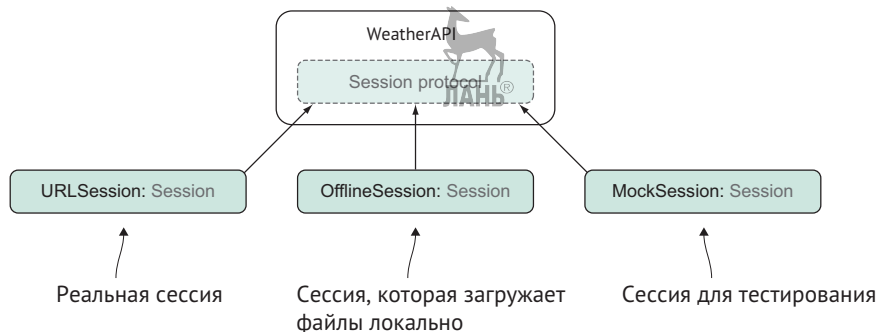 WeatherAPI
Session protocol
ЛАНЬ®
URLSession: Session
OfflineSession: Session
MockSession: Session
Реальная сессия
Сессия, которая загружает
файлы локально
Сессия для тестирования